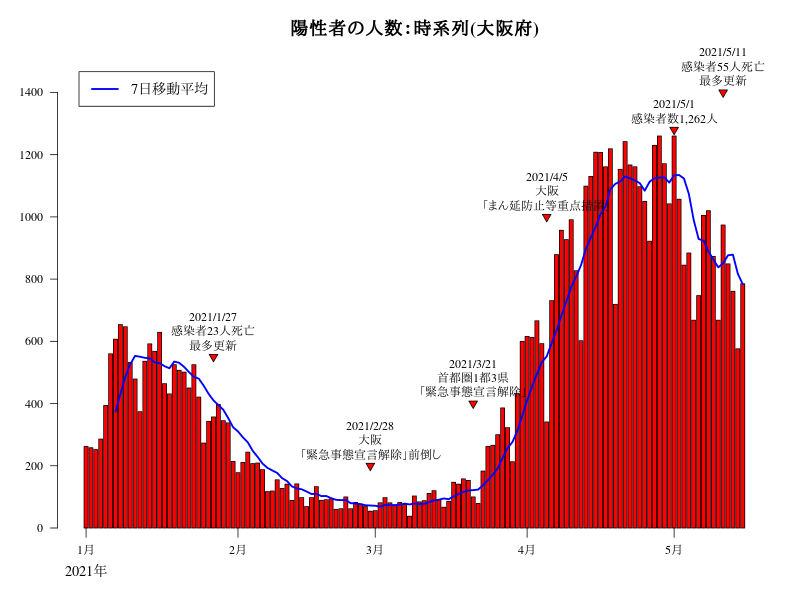 陽性者の人数：時系列(大阪府)
7日移動平均
2021/5/11
感染者55人死亡
最多更新
2021/5/1
感染者数1,262人
2021/4/5
大阪
「まん延防止等重点措置」
2021/1/27
感染者23人死亡
最多更新
2021/3/21
首都圏1都3県
「緊急事態宣言解除」
2021/2/28
大阪
「緊急事態宣言解除」前倒し
1400
1200
1000
800
600
400
200
0
1月 2月 3月 4月 5月
2021年